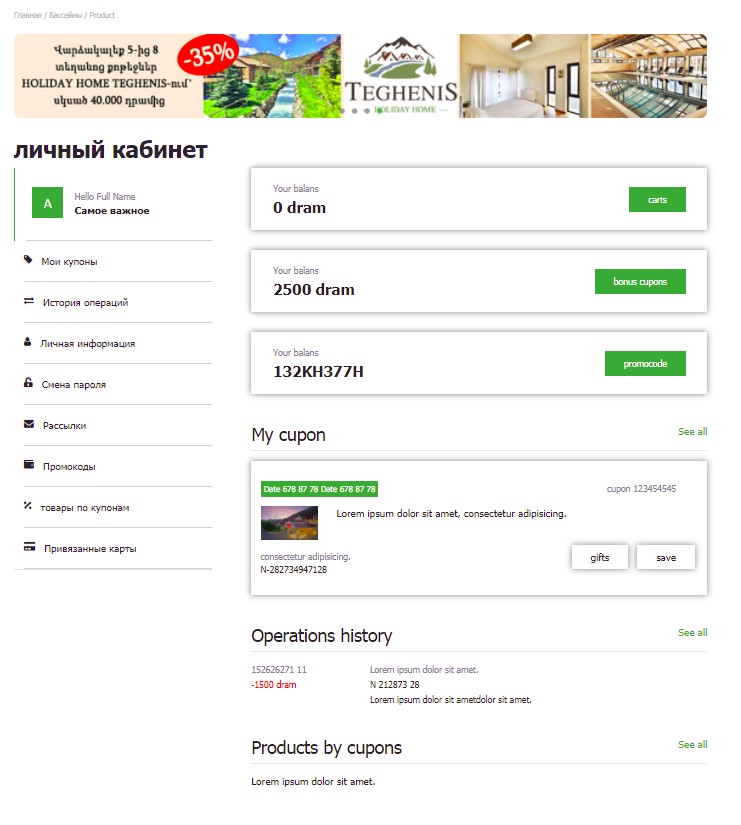 Главная / Бассейны / Product
Վարձակալեք 5-ից 8
տեղանոց քոթեջներ
HOLIDAY HOME TEGHENIS-ում՝
սկսած 40.000 դրամից
-35%
TEGHENIS
HOLIDAY HOME
личный кабинет
A
Hello Full Name
Самое важное
Мои купоны
История операций
Личная информация
Смена пароля
Рассылки
Промокоды
товары по купонам
Привязанные карты
Your balans
0 dram
carts
Your balans
2500 dram
bonus cupons
Your balans
132KH377H
promocode
My cupon
See all
Date 678 87 78 Date 678 87 78
cupon 123454545
Lorem ipsum dolor sit amet, consectetur adipisicing.
consectetur adipisicing.
N-282734947128
gifts
save
Operations history
See all
152626271 11
-1500 dram
Lorem ipsum dolor sit amet.
N 212873 28
Lorem ipsum dolor sit ametdolor sit amet.
Products by cupons
See all
Lorem ipsum dolor sit amet.